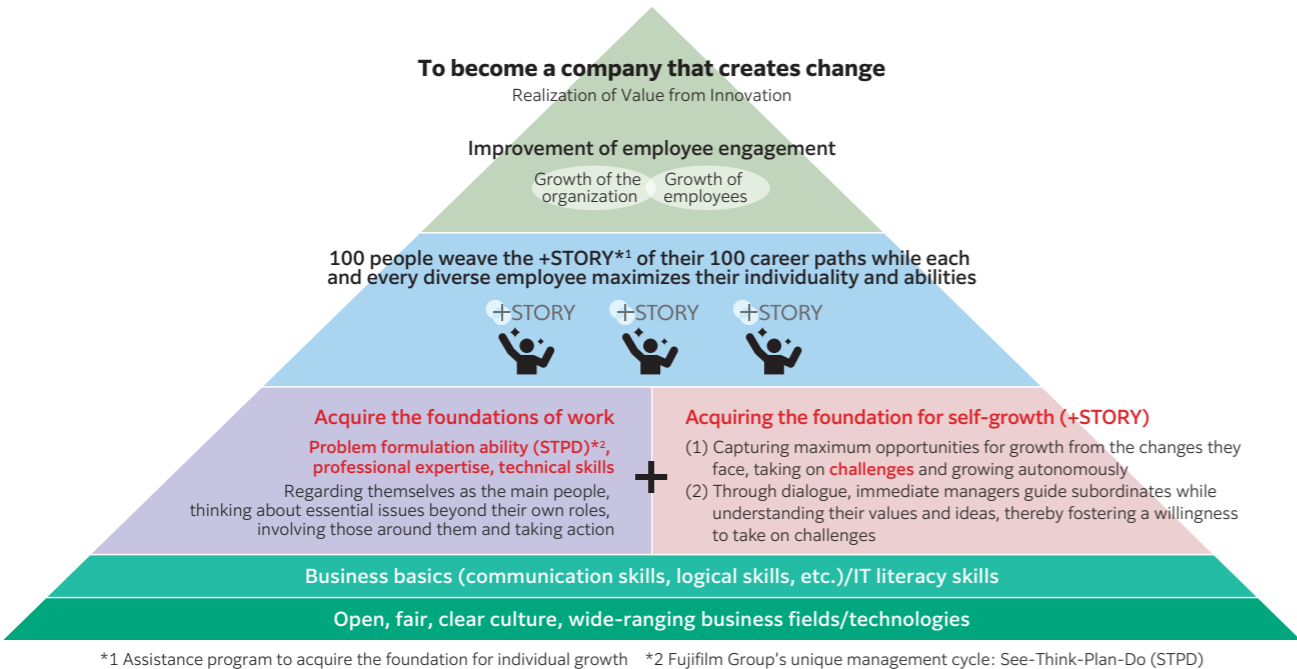 To become a company that creates change
Realization of Value from Innovation
Improvement of employee engagement
Growth of the
organization
Growth of
employees
100 people weave the +STORY*1 of their 100 career paths while each
and every diverse employee maximizes their individuality and abilities
+STORY
+STORY
+STORY
Acquire the foundations of work
Problem formulation ability (STPD)*2,
professional expertise, technical skills
Regarding themselves as the main people,
thinking about essential issues beyond their own roles,
involving those around them and taking action
+
Acquiring the foundation for self-growth (+STORY)
(1) Capturing maximum opportunities for growth from the changes they
face, taking on challenges and growing autonomously
(2) Through dialogue, immediate managers guide subordinates while
understanding their values and ideas, thereby fostering a willingness
to take on challenges
Business basics (communication skills, logical skills, etc.)/IT literacy skills
Open, fair, clear culture, wide-ranging business fields/technologies
*1 Assistance program to acquire the foundation for individual growth *2 Fujifilm Group's unique management cycle: See-Think-Plan-Do (STPD)